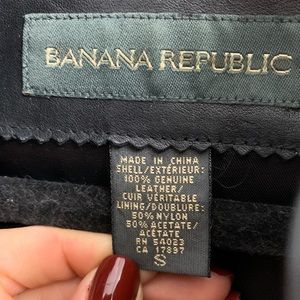 BANANA REPUBLIC
MADE IN CHINA
SHELL/EXTÉRIEUR:
100% GENUINE
LEATHER/
CUIR VÉRITABLE
LINING/DOUBLURE:
50% NYLON
50% ACETATE/
ACÉTATE
RN 54023
CA 17897
S